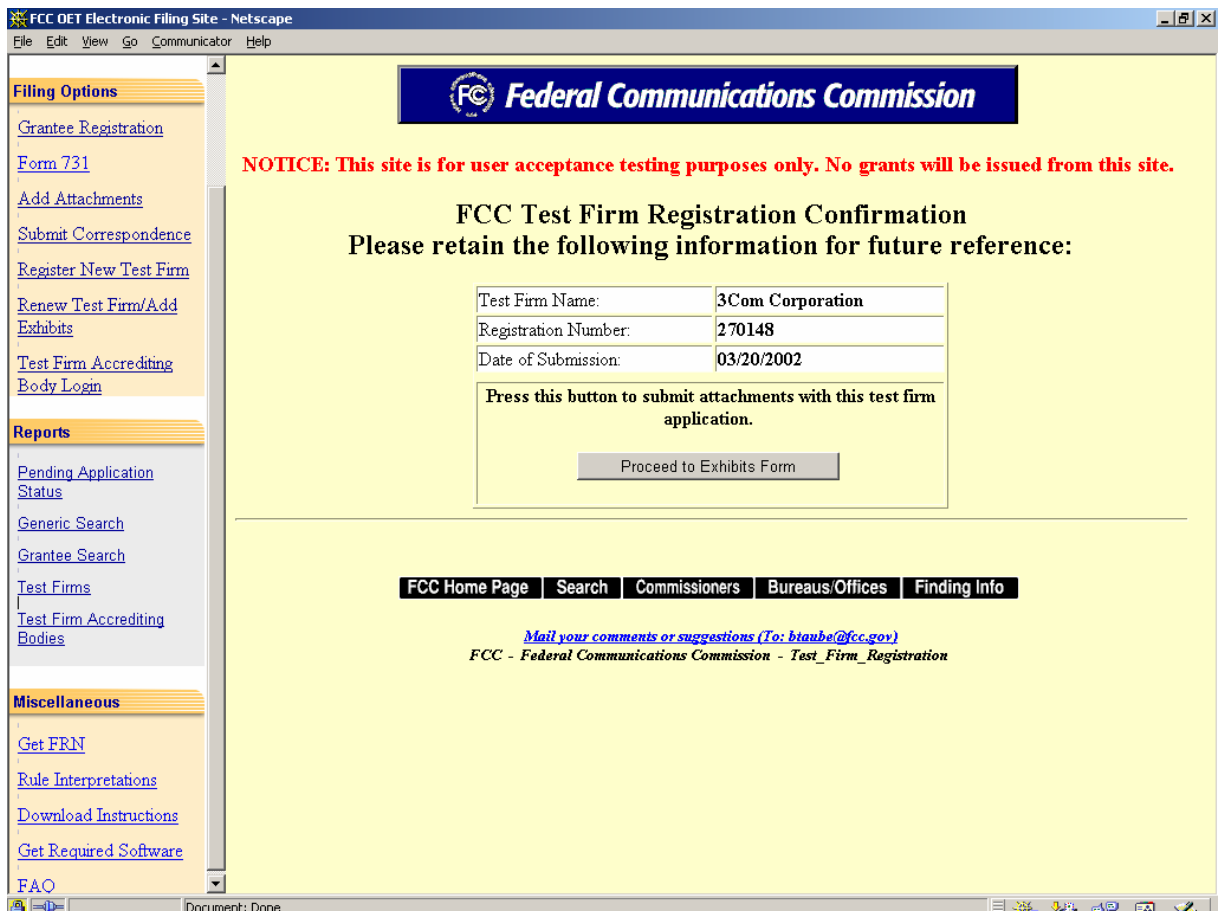 FCC OET Electronic Filing Site - Netscape
File Edit View Go Communicator Help
Filing Options
Grantee Registration
Form 731
Add Attachments
Submit Correspondence
Register New Test Firm
Renew Test Firm/Add
Exhibits
Test Firm Accrediting
Body Login
Reports
Pending Application
Status
Generic Search
Grantee Search
Test Firms
Test Firm Accrediting
Bodies
Miscellaneous
Get FRN
Rule Interpretations
Download Instructions
Get Required Software
FAQ
FC Federal Communications Commission
NOTICE: This site is for user acceptance testing purposes only. No grants will be issued from this site.
FCC Test Firm Registration Confirmation
Please retain the following information for future reference:
Test Firm Name: 3Com Corporation
Registration Number: 270148
Date of Submission: 03/20/2002
Press this button to submit attachments with this test firm
application.
Proceed to Exhibits Form
FCC Home Page Search Commissioners Bureaus/Offices Finding Info
Mail your comments or suggestions (To: btaube@fcc.gov)
FCC - Federal Communications Commission - Test_Firm_Registration
Document: Done